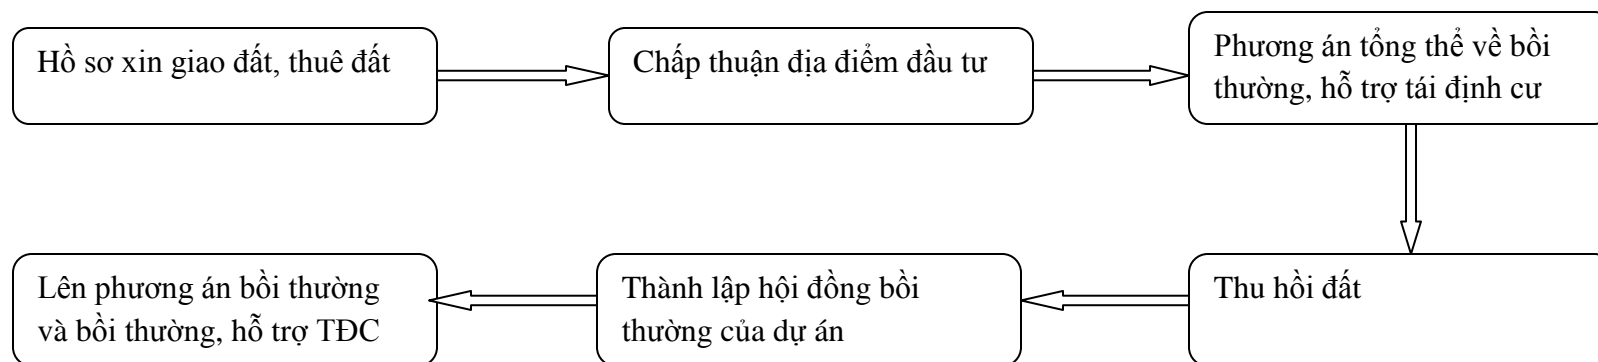 Hồ sơ xin giao đất, thuê đất
Chấp thuận địa điểm đầu tư
Phương án tổng thể về bồi
thường, hỗ trợ tái định cư
Thu hồi đất
Thành lập hội đồng bồi
thường của dự án
Lên phương án bồi thường
và bồi thường, hỗ trợ TĐC